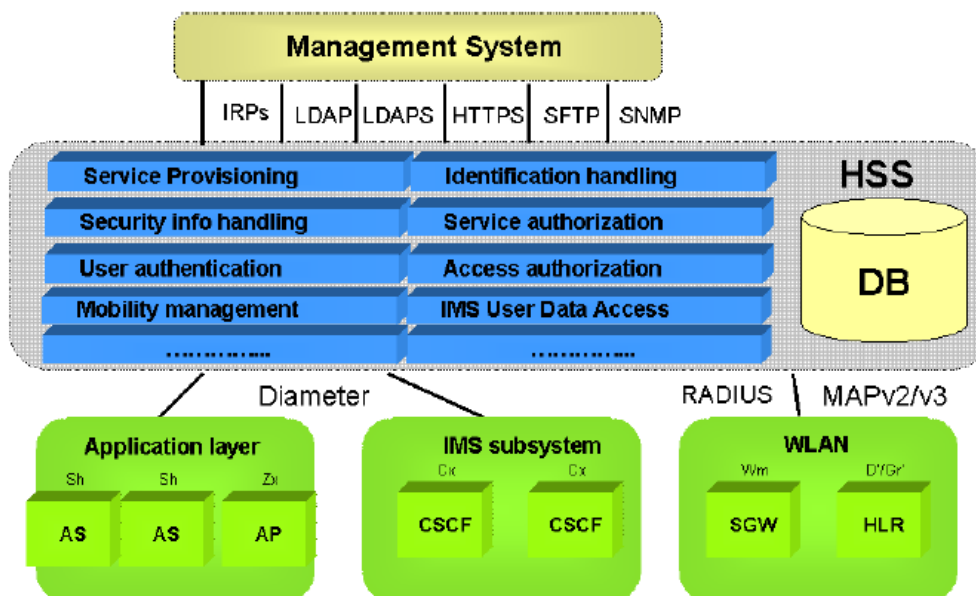 Management System
IRPs LDAP LDAPS HTTPS SFTP SNMP
HSS
Service Provisioning Identification handling
Security info handling Service authorization
User authentication Access authorization
Mobility management IMS User Data Access
................ ................
DB
Diameter RADIUS MAPv2/v3
Application layer IMS subsystem WLAN
Sh Sh Zx Cx Cx Wm D'/Gr'
AS AS AP CSCF CSCF SGW HLR